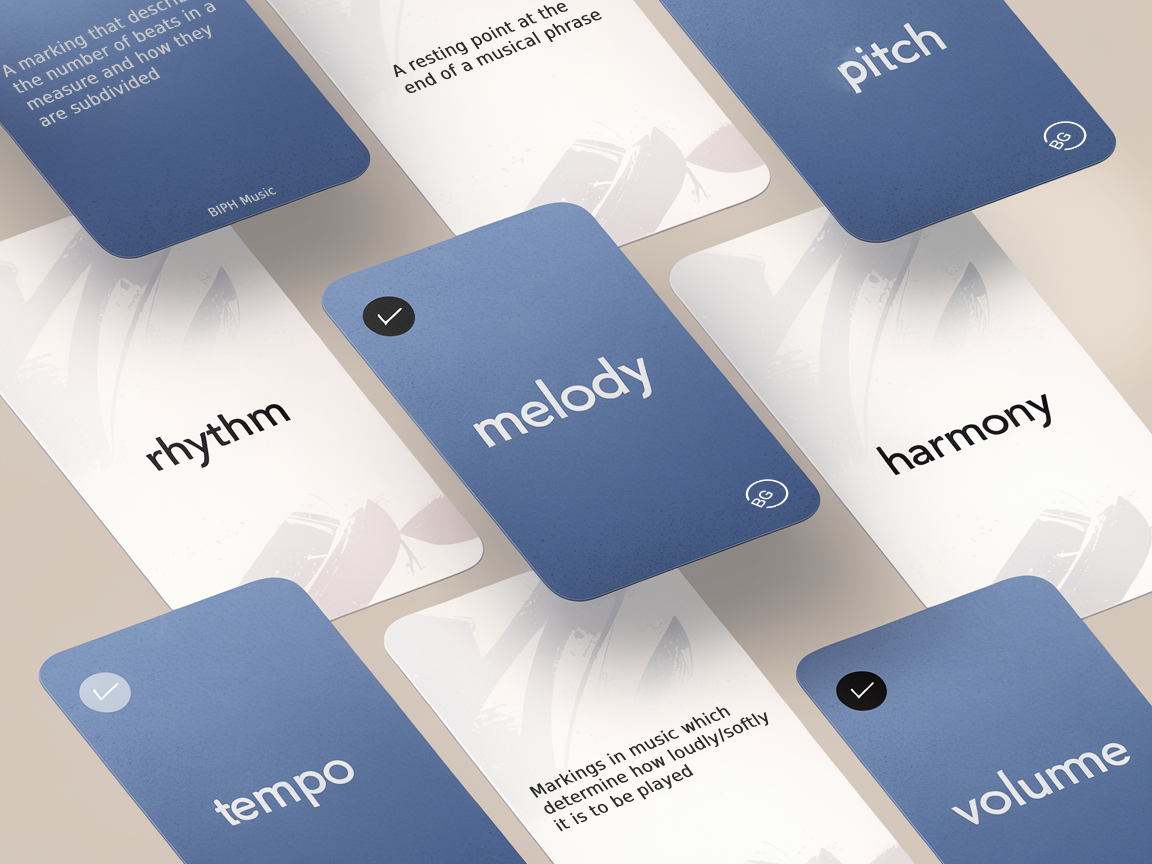 A marking that describ
the number of beats in a
measure and how they
are subdivided
BIPH Music
A resting point at the
end of a musical phrase
pitch
BG
rhythm
melody
BG
harmony
tempo
Markings in music which
determine how loudly/softly
it is to be played
volume